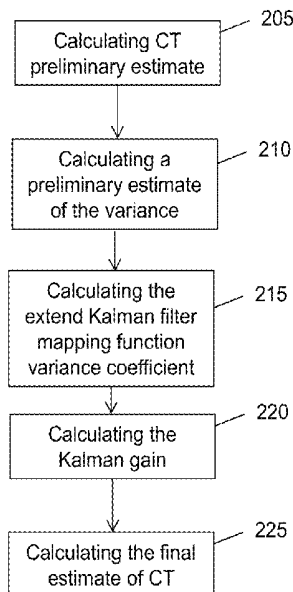 205
Calculating CT
preliminary estimate
210
Calculating a
preliminary estimate
of the variance
215
Calculating the
extend Kalman filter
mapping function
variance coefficient
220
Calculating the
Kalman gain
225
Calculating the final
estimate of CT